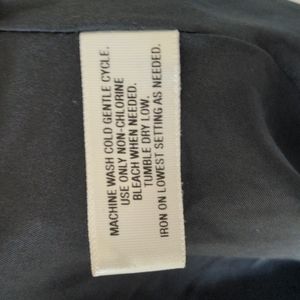 MACHINE WASH COLD GENTLE CYCLE.
USE ONLY NON-CHLORINE
BLEACH WHEN NEEDED.
TUMBLE DRY LOW.
IRON ON LOWEST SETTING AS NEEDED.